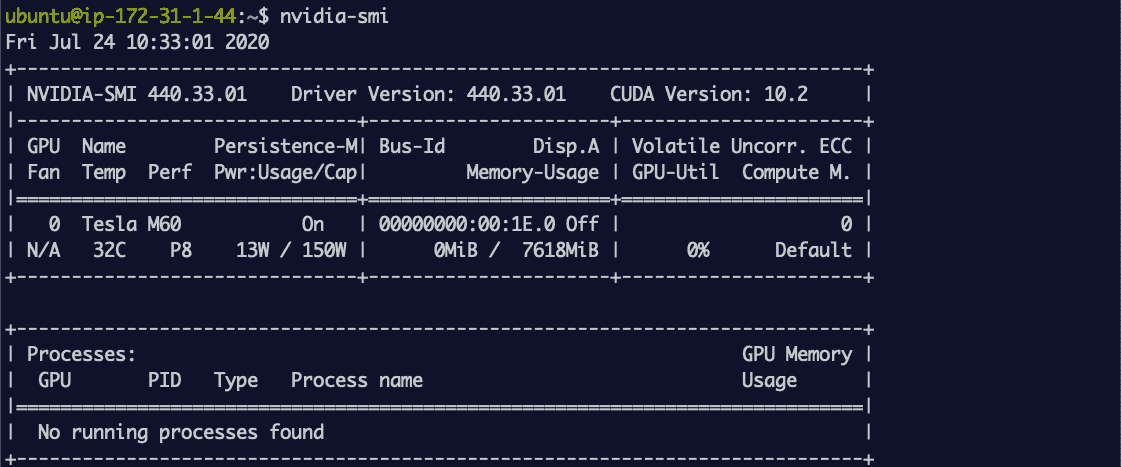 ubuntu@ip-172-31-1-44:~$ nvidia-smi
Fri Jul 24 10:33:01 2020
+-----------------------------------------------------------------------------+
| NVIDIA-SMI 440.33.01    Driver Version: 440.33.01    CUDA Version: 10.2     |
|-------------------------------+----------------------+----------------------+
| GPU  Name        Persistence-M| Bus-Id        Disp.A | Volatile Uncorr. ECC |
| Fan  Temp  Perf  Pwr:Usage/Cap|         Memory-Usage | GPU-Util  Compute M. |
|===============================+======================+======================|
|   0  Tesla M60           On   | 00000000:00:1E.0 Off |                    0 |
| N/A   32C    P8    13W / 150W |      0MiB /  7618MiB |      0%      Default |
+-------------------------------+----------------------+----------------------+

+-----------------------------------------------------------------------------+
| Processes:                                                       GPU Memory |
|  GPU       PID   Type   Process name                             Usage      |
|=============================================================================|
|  No running processes found                                                 |
+-----------------------------------------------------------------------------+